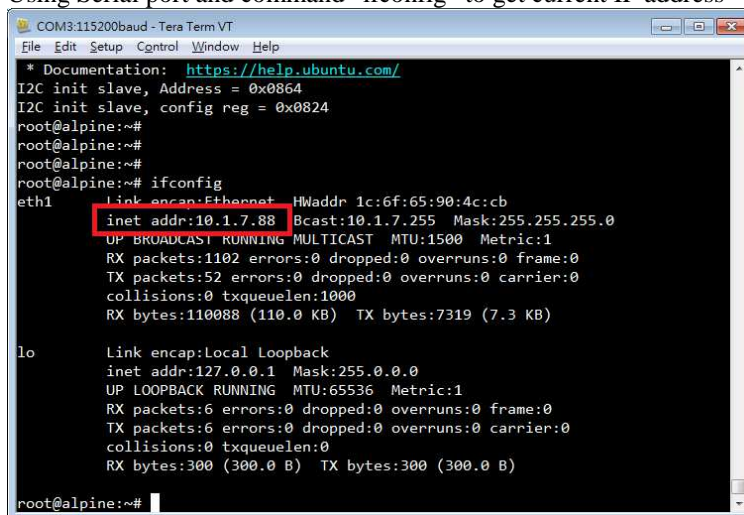 Using Serial port and command "ifconfig" to get current IP address
COM3:115200baud - Tera Term VT
File Edit Setup Control Window Help
* Documentation: https://help.ubuntu.com/
I2C init slave, Address = 0x0864
I2C init slave, config reg = 0x0824
root@alpine:~#
root@alpine:~#
root@alpine:~#
root@alpine:~# ifconfig
eth1 Link encap:Ethernet HWaddr 1c:6f:65:90:4c:cb
inet addr:10.1.7.88 Bcast:10.1.7.255 Mask:255.255.255.0
UP BROADCAST RUNNING MULTICAST MTU:1500 Metric:1
RX packets:1102 errors:0 dropped:0 overruns:0 frame:0
TX packets:52 errors:0 dropped:0 overruns:0 carrier:0
collisions:0 txqueuelen:1000
RX bytes:110088 (110.0 KB) TX bytes:7319 (7.3 KB)
lo Link encap:Local Loopback
inet addr:127.0.0.1 Mask:255.0.0.0
UP LOOPBACK RUNNING MTU:65536 Metric:1
RX packets:6 errors:0 dropped:0 overruns:0 frame:0
TX packets:6 errors:0 dropped:0 overruns:0 carrier:0
collisions:0 txqueuelen:0
RX bytes:300 (300.0 B) TX bytes:300 (300.0 B)
root@alpine:~#